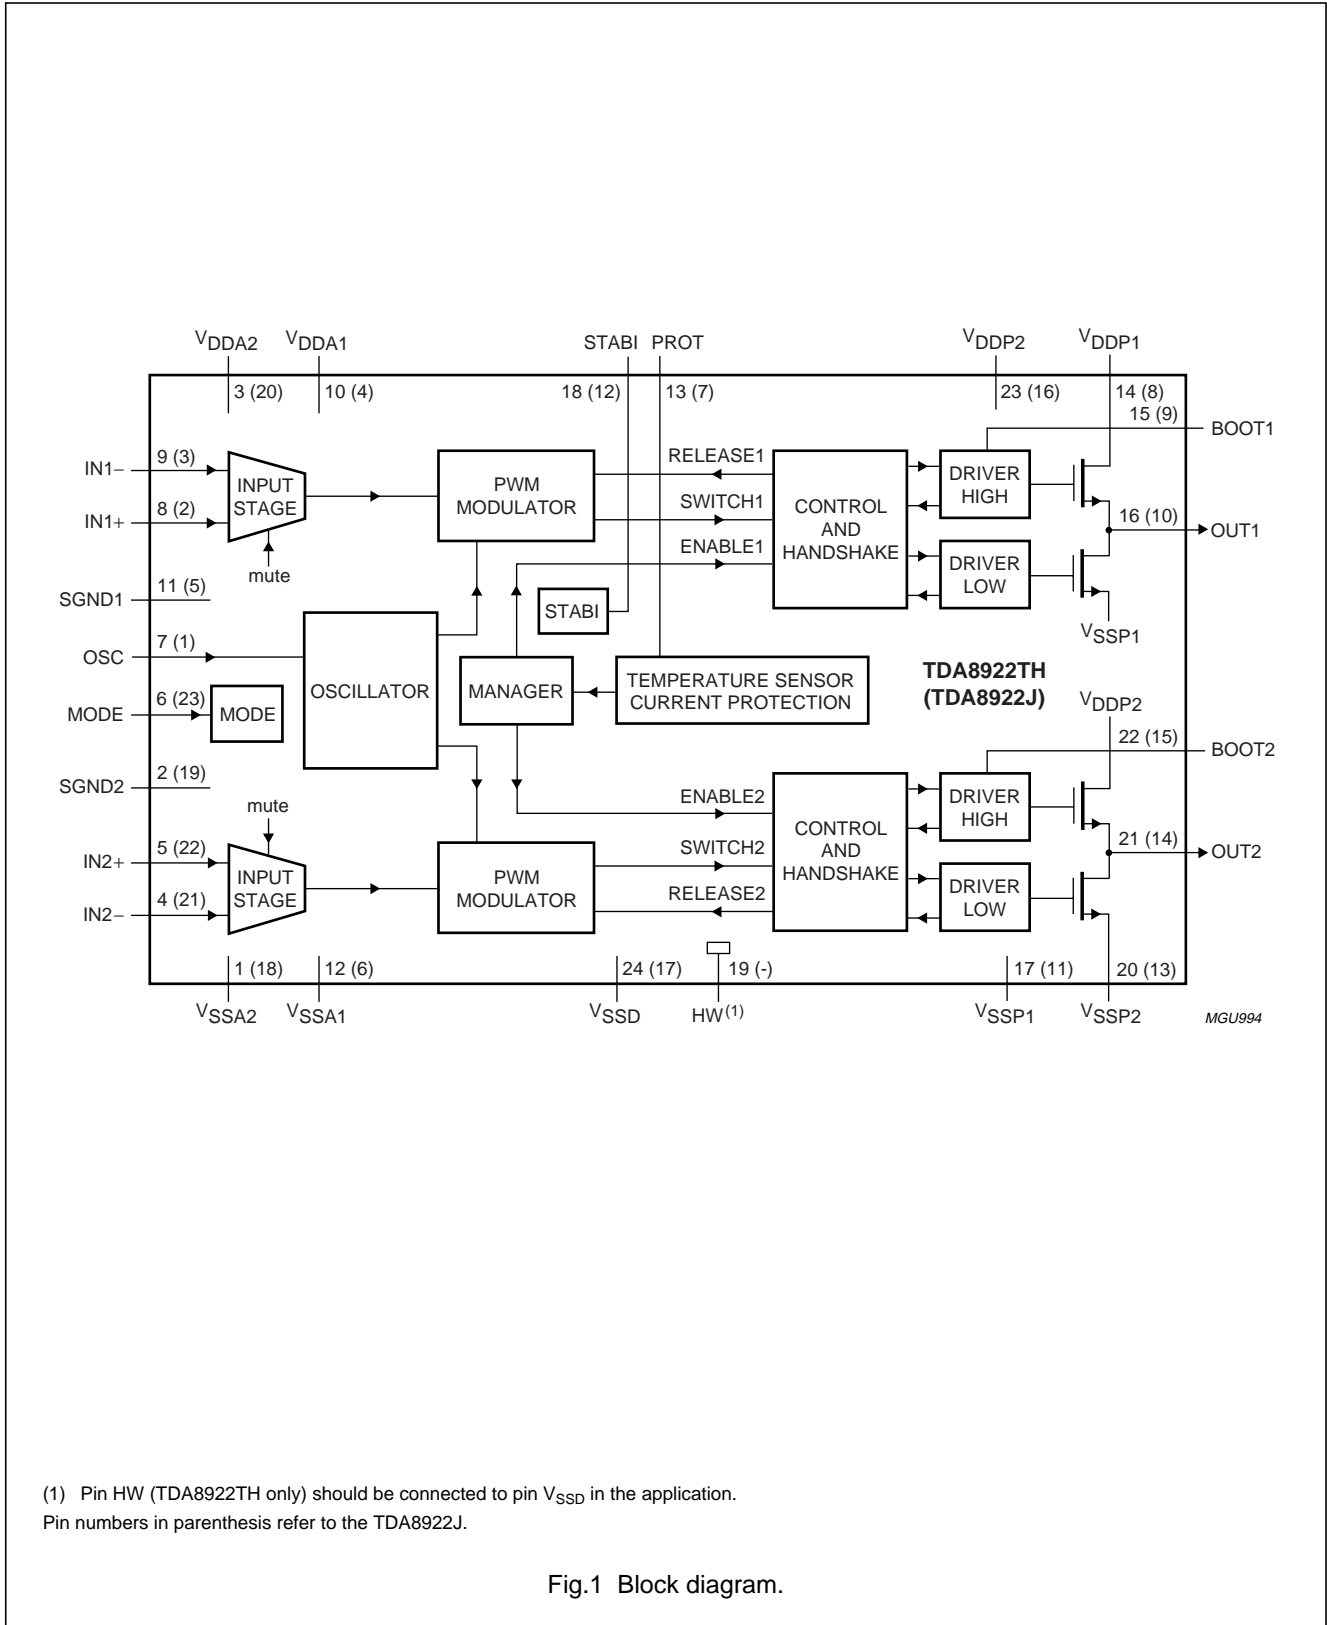 VDDA2 VDDA1 STABI PROT VDDP2 VDDP1
3 (20) 10 (4) 18 (12) 13 (7) 23 (16) 14 (8)
15 (9) BOOT1
IN1− 9 (3)
INPUT STAGE
IN1+ 8 (2)
mute
PWM MODULATOR
RELEASE1
SWITCH1
ENABLE1
CONTROL AND HANDSHAKE
DRIVER HIGH
DRIVER LOW
16 (10) OUT1
VSSP1
SGND1 11 (5)
STABI
OSC 7 (1)
OSCILLATOR
MANAGER
TEMPERATURE SENSOR
CURRENT PROTECTION
TDA8922TH
(TDA8922J)
MODE 6 (23) MODE
VDDP2
22 (15) BOOT2
SGND2 2 (19)
mute
IN2+ 5 (22)
INPUT STAGE
IN2− 4 (21)
PWM MODULATOR
ENABLE2
SWITCH2
RELEASE2
CONTROL AND HANDSHAKE
DRIVER HIGH
DRIVER LOW
21 (14) OUT2
1 (18) 12 (6) 24 (17) 19 (-) 17 (11) 20 (13)
VSSA2 VSSA1 VSSD HW(1) VSSP1 VSSP2 MGU994
(1) Pin HW (TDA8922TH only) should be connected to pin VSSD in the application.
Pin numbers in parenthesis refer to the TDA8922J.
Fig.1 Block diagram.